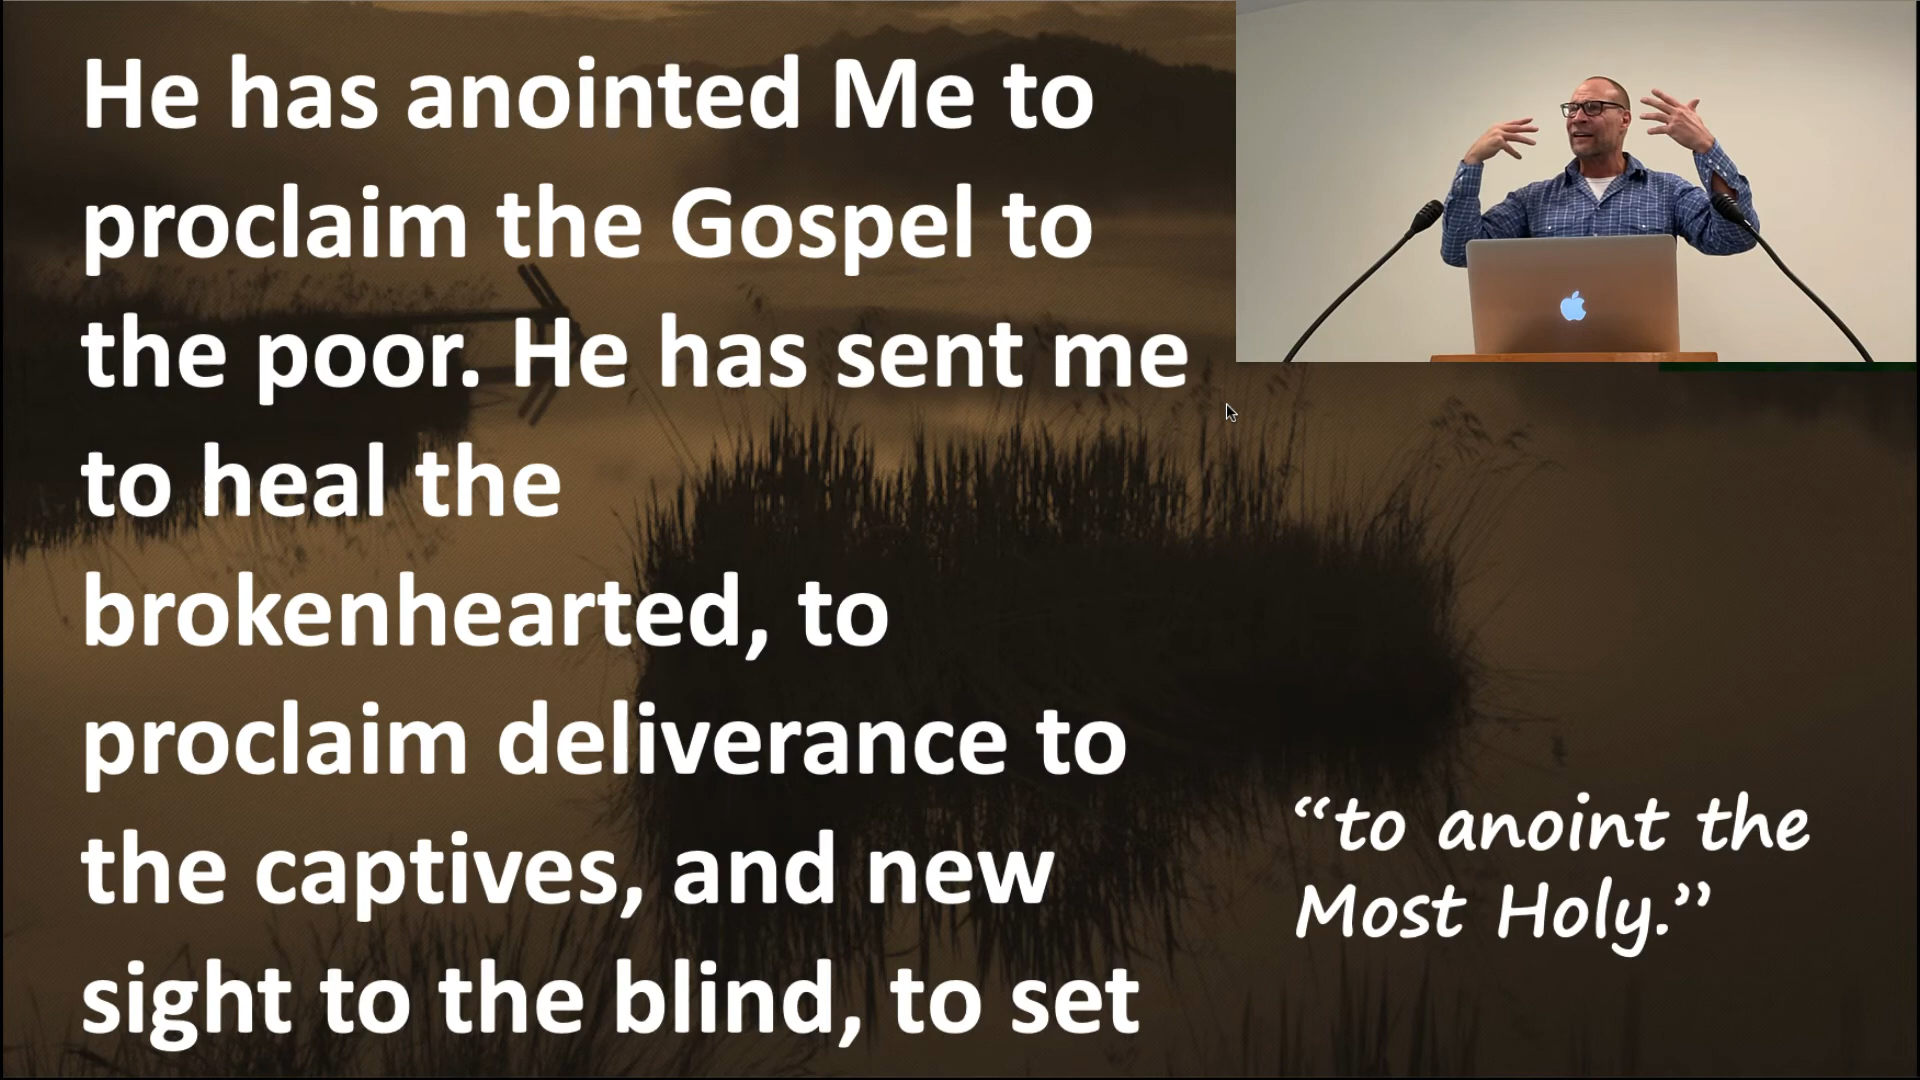 He has anointed Me to
proclaim the Gospel to
the poor. He has sent me
to heal the
brokenhearted, to
proclaim deliverance to
the captives, and new
sight to the blind, to set
“to anoint the
Most Holy.”